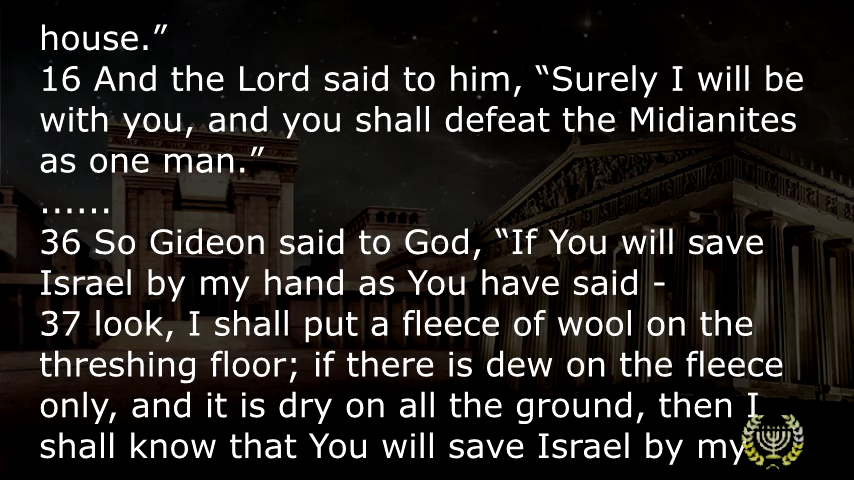 house.”
16 And the Lord said to him, “Surely I will be
with you, and you shall defeat the Midianites
as one man.”
......
36 So Gideon said to God, “If You will save
Israel by my hand as You have said -
37 look, I shall put a fleece of wool on the
threshing floor; if there is dew on the fleece
only, and it is dry on all the ground, then I
shall know that You will save Israel by my